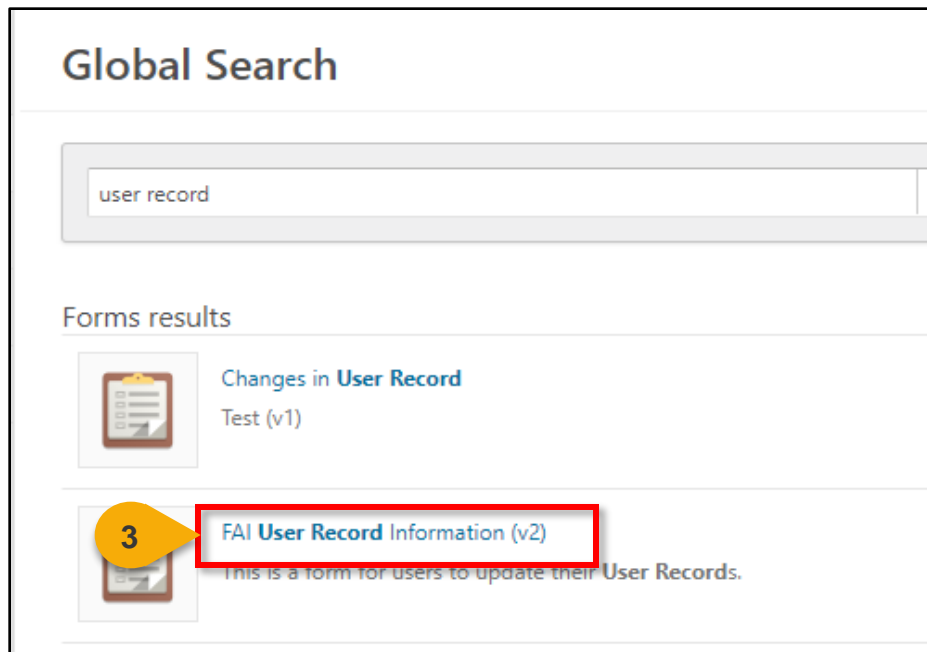 Global Search
user record
Forms results
Changes in User Record
Test (v1)
3
FAI User Record Information (v2)
This is a form for users to update their User Records.